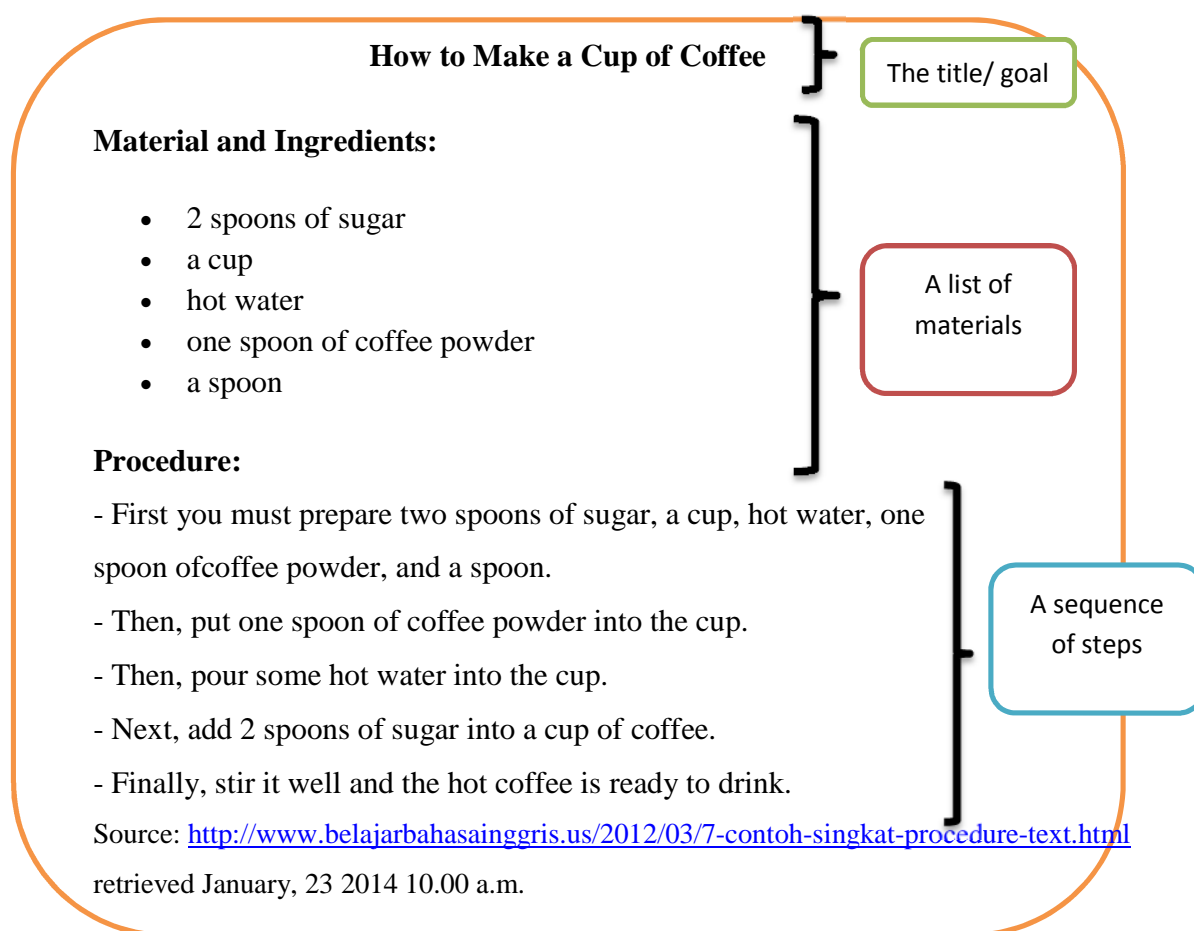 How to Make a Cup of Coffee
The title/ goal
Material and Ingredients:
• 2 spoons of sugar
• a cup
• hot water
• one spoon of coffee powder
• a spoon
A list of
materials
Procedure:
- First you must prepare two spoons of sugar, a cup, hot water, one
spoon ofcoffee powder, and a spoon.
- Then, put one spoon of coffee powder into the cup.
- Then, pour some hot water into the cup.
- Next, add 2 spoons of sugar into a cup of coffee.
- Finally, stir it well and the hot coffee is ready to drink.
A sequence
of steps
Source: http://www.belajarbahasainggris.us/2012/03/7-contoh-singkat-procedure-text.html
retrieved January, 23 2014 10.00 a.m.